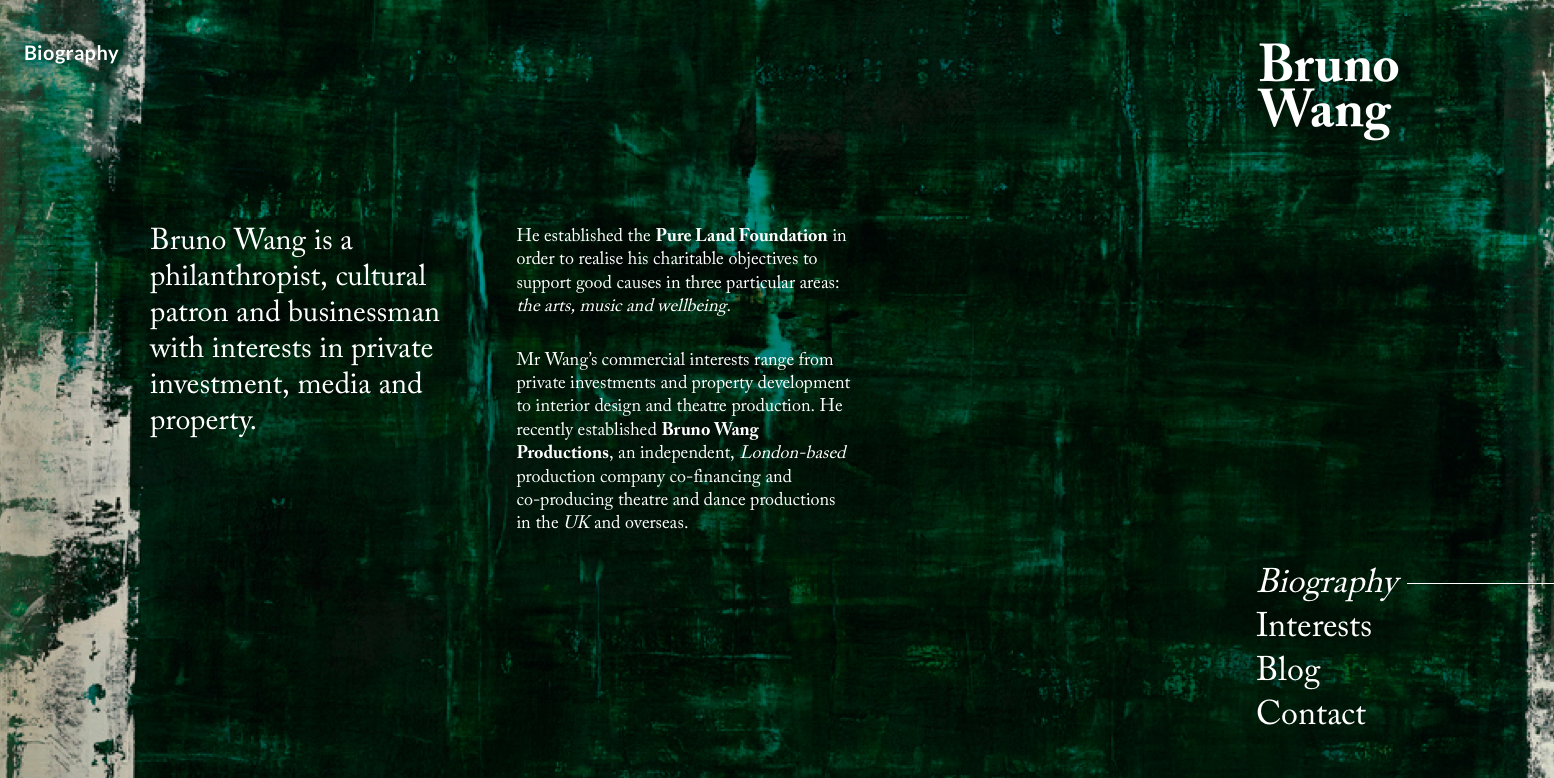 Biography
Bruno
Wang
Bruno Wang is a
philanthropist, cultural
patron and businessman
with interests in private
investment, media and
property.
He established the Pure Land Foundation in
order to realise his charitable objectives to
support good causes in three particular areas:
the arts, music and wellbeing.
Mr Wang’s commercial interests range from
private investments and property development
to interior design and theatre production. He
recently established Bruno Wang
Productions, an independent, London-based
production company co-financing and
co-producing theatre and dance productions
in the UK and overseas.
Biography
Interests
Blog
Contact